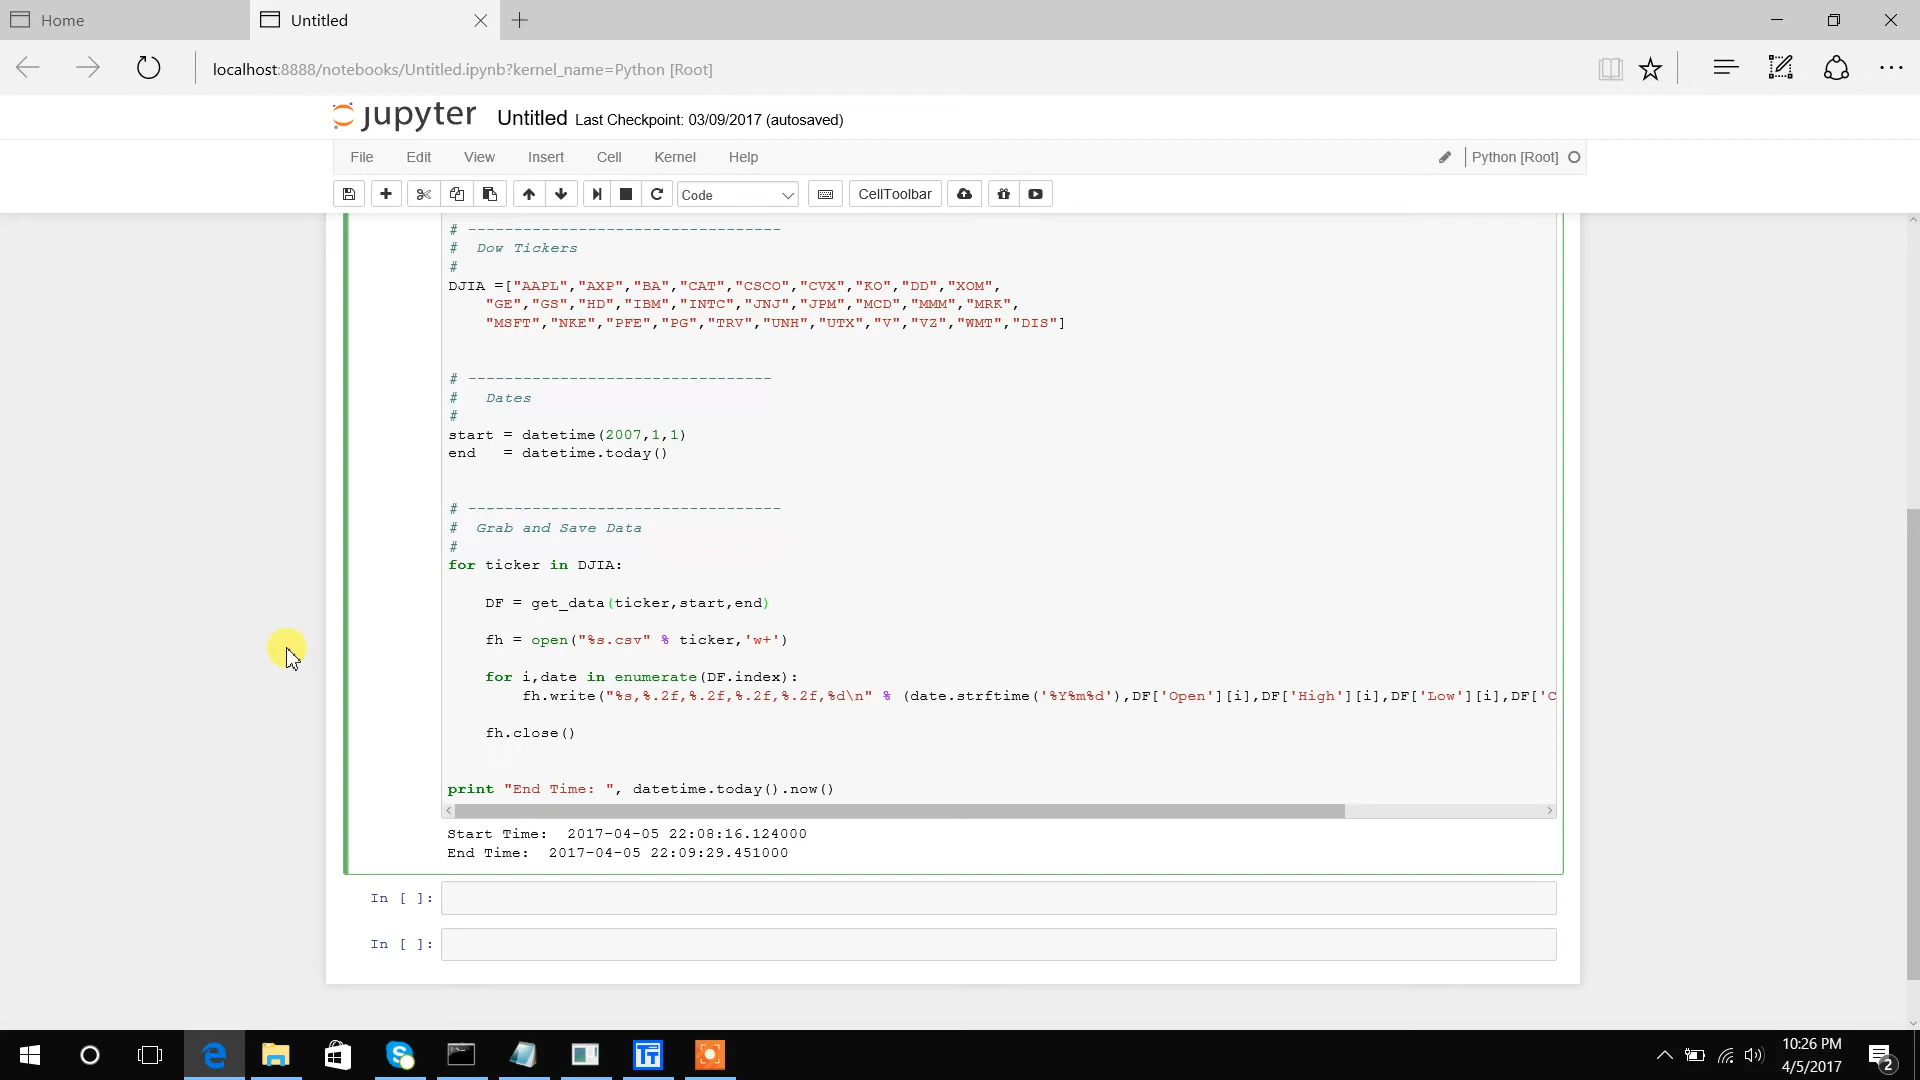 Home
Untitled
localhost:8888/notebooks/Untitled.ipynb?kernel_name=Python [Root]
jupyter Untitled Last Checkpoint: 03/09/2017 (autosaved)
File Edit View Insert Cell Kernel Help Python [Root]
Code CellToolbar
# ----------------------------------
#  Dow Tickers
#
DJIA =["AAPL","AXP","BA","CAT","CSCO","CVX","KO","DD","XOM",
    "GE","GS","HD","IBM","INTC","JNJ","JPM","MCD","MMM","MRK",
    "MSFT","NKE","PFE","PG","TRV","UNH","UTX","V","VZ","WMT","DIS"]
# ---------------------------------
#   Dates
#
start = datetime(2007,1,1)
end   = datetime.today()
# ----------------------------------
#  Grab and Save Data
#
for ticker in DJIA:
    DF = get_data(ticker,start,end)
    fh = open("%s.csv" % ticker,'w+')
    for i,date in enumerate(DF.index):
        fh.write("%s,%.2f,%.2f,%.2f,%.2f,%d\n" % (date.strftime('%Y%m%d'),DF['Open'][i],DF['High'][i],DF['Low'][i],DF['C
    fh.close()
print "End Time: ", datetime.today().now()
Start Time:  2017-04-05 22:08:16.124000
End Time:  2017-04-05 22:09:29.451000
In [ ]:
In [ ]:
10:26 PM
4/5/2017
2